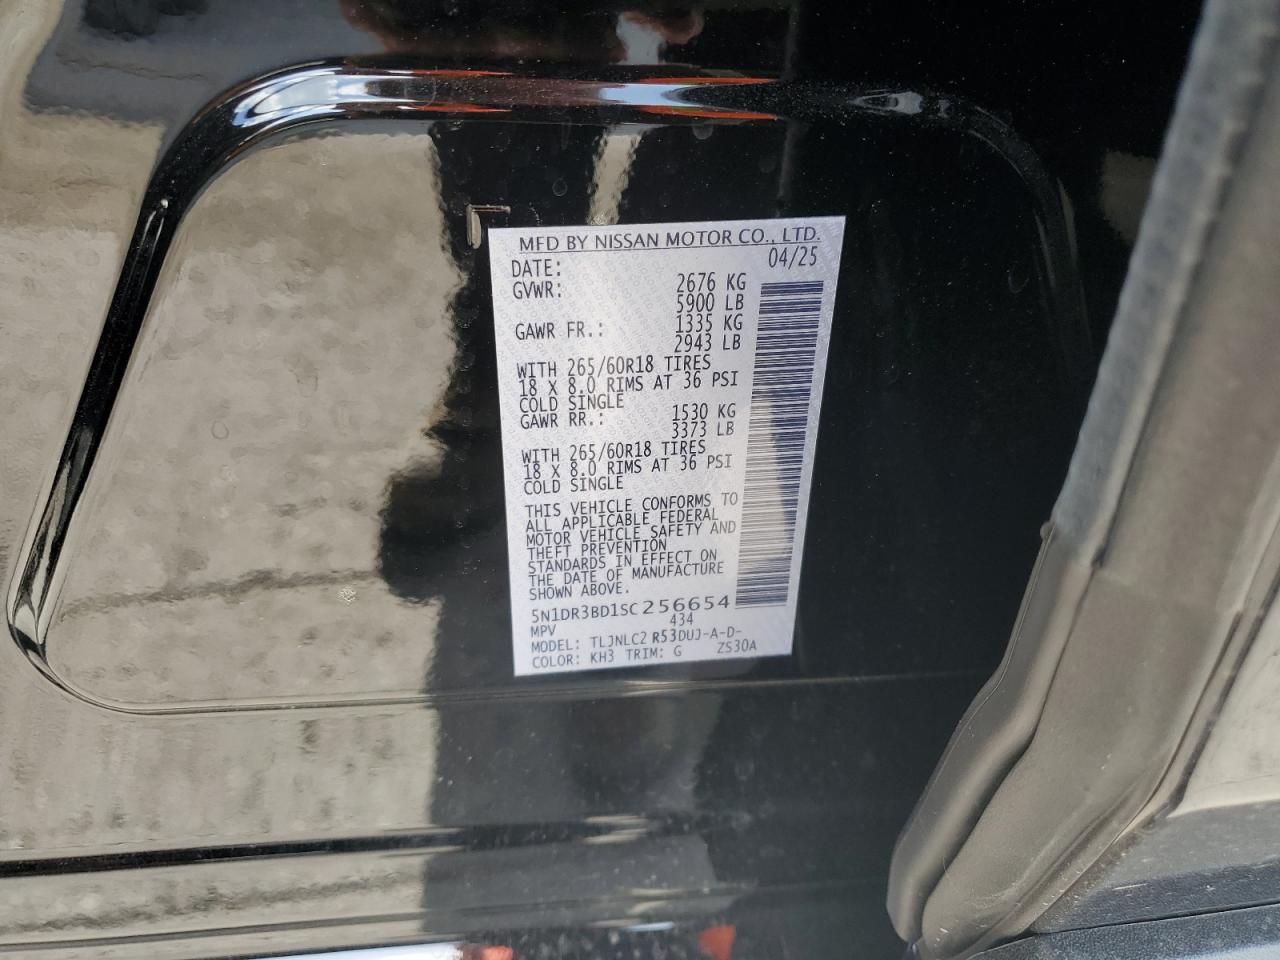 MFD BY NISSAN MOTOR CO., LTD.
DATE: 04/25
GVWR: 2676 KG
5900 LB
GAWR FR.: 1335 KG
2943 LB
WITH 265/60R18 TIRES
18 X 8.0 RIMS AT 36 PSI
COLD SINGLE
GAWR RR.: 1530 KG
3373 LB
WITH 265/60R18 TIRES
18 X 8.0 RIMS AT 36 PSI
COLD SINGLE
THIS VEHICLE CONFORMS TO
ALL APPLICABLE FEDERAL
MOTOR VEHICLE SAFETY AND
THEFT PREVENTION
STANDARDS IN EFFECT ON
THE DATE OF MANUFACTURE
SHOWN ABOVE.
5N1DR3BD1SC256654
MPV 434
MODEL: TLJNLC2 R53DUJ-A-D-
COLOR: KH3 TRIM: G ZS30A